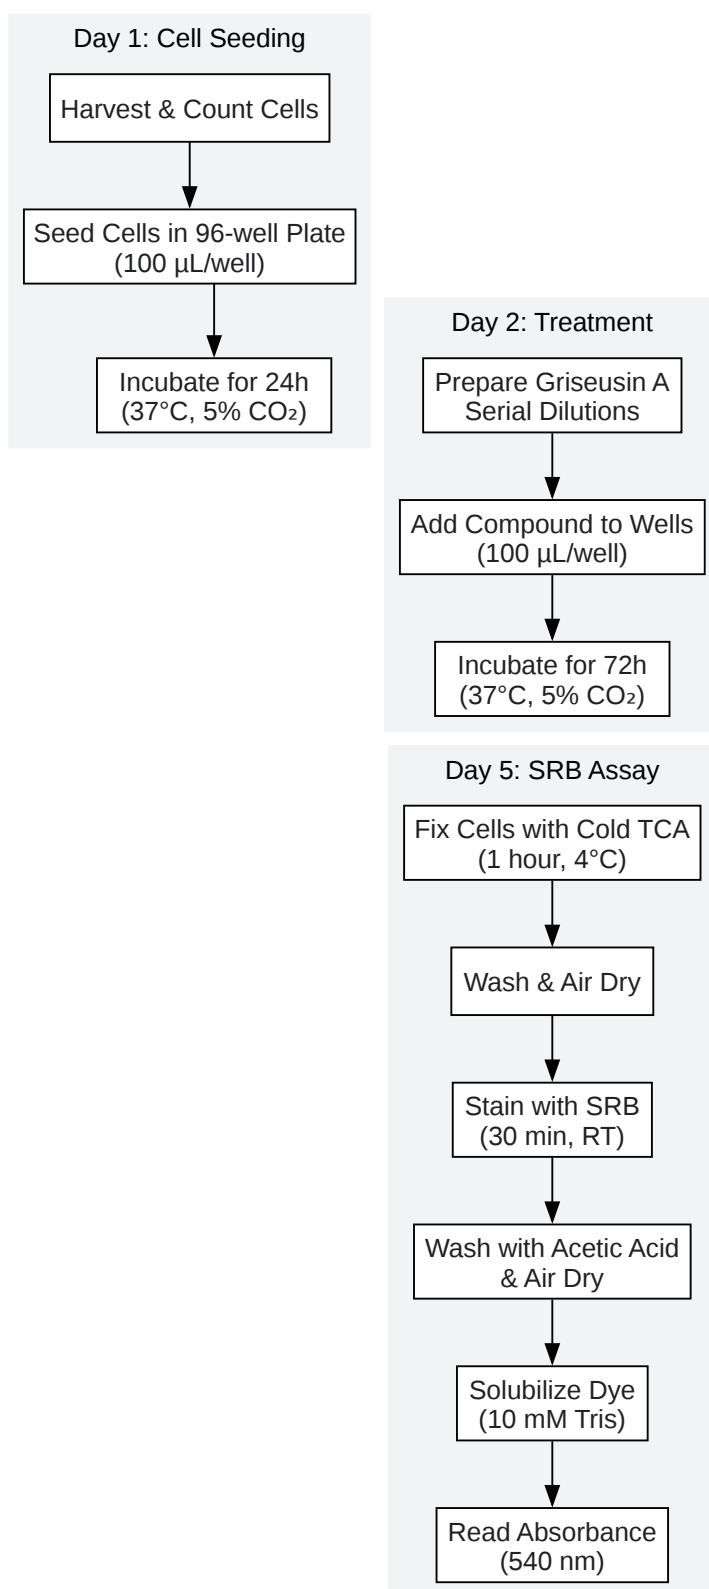 Day 1: Cell Seeding
Harvest & Count Cells
Seed Cells in 96-well Plate
(100 µL/well)
Incubate for 24h
(37°C, 5% CO₂)
Day 2: Treatment
Prepare Griseusin A
Serial Dilutions
Add Compound to Wells
(100 µL/well)
Incubate for 72h
(37°C, 5% CO₂)
Day 5: SRB Assay
Fix Cells with Cold TCA
(1 hour, 4°C)
Wash & Air Dry
Stain with SRB
(30 min, RT)
Wash with Acetic Acid
& Air Dry
Solubilize Dye
(10 mM Tris)
Read Absorbance
(540 nm)